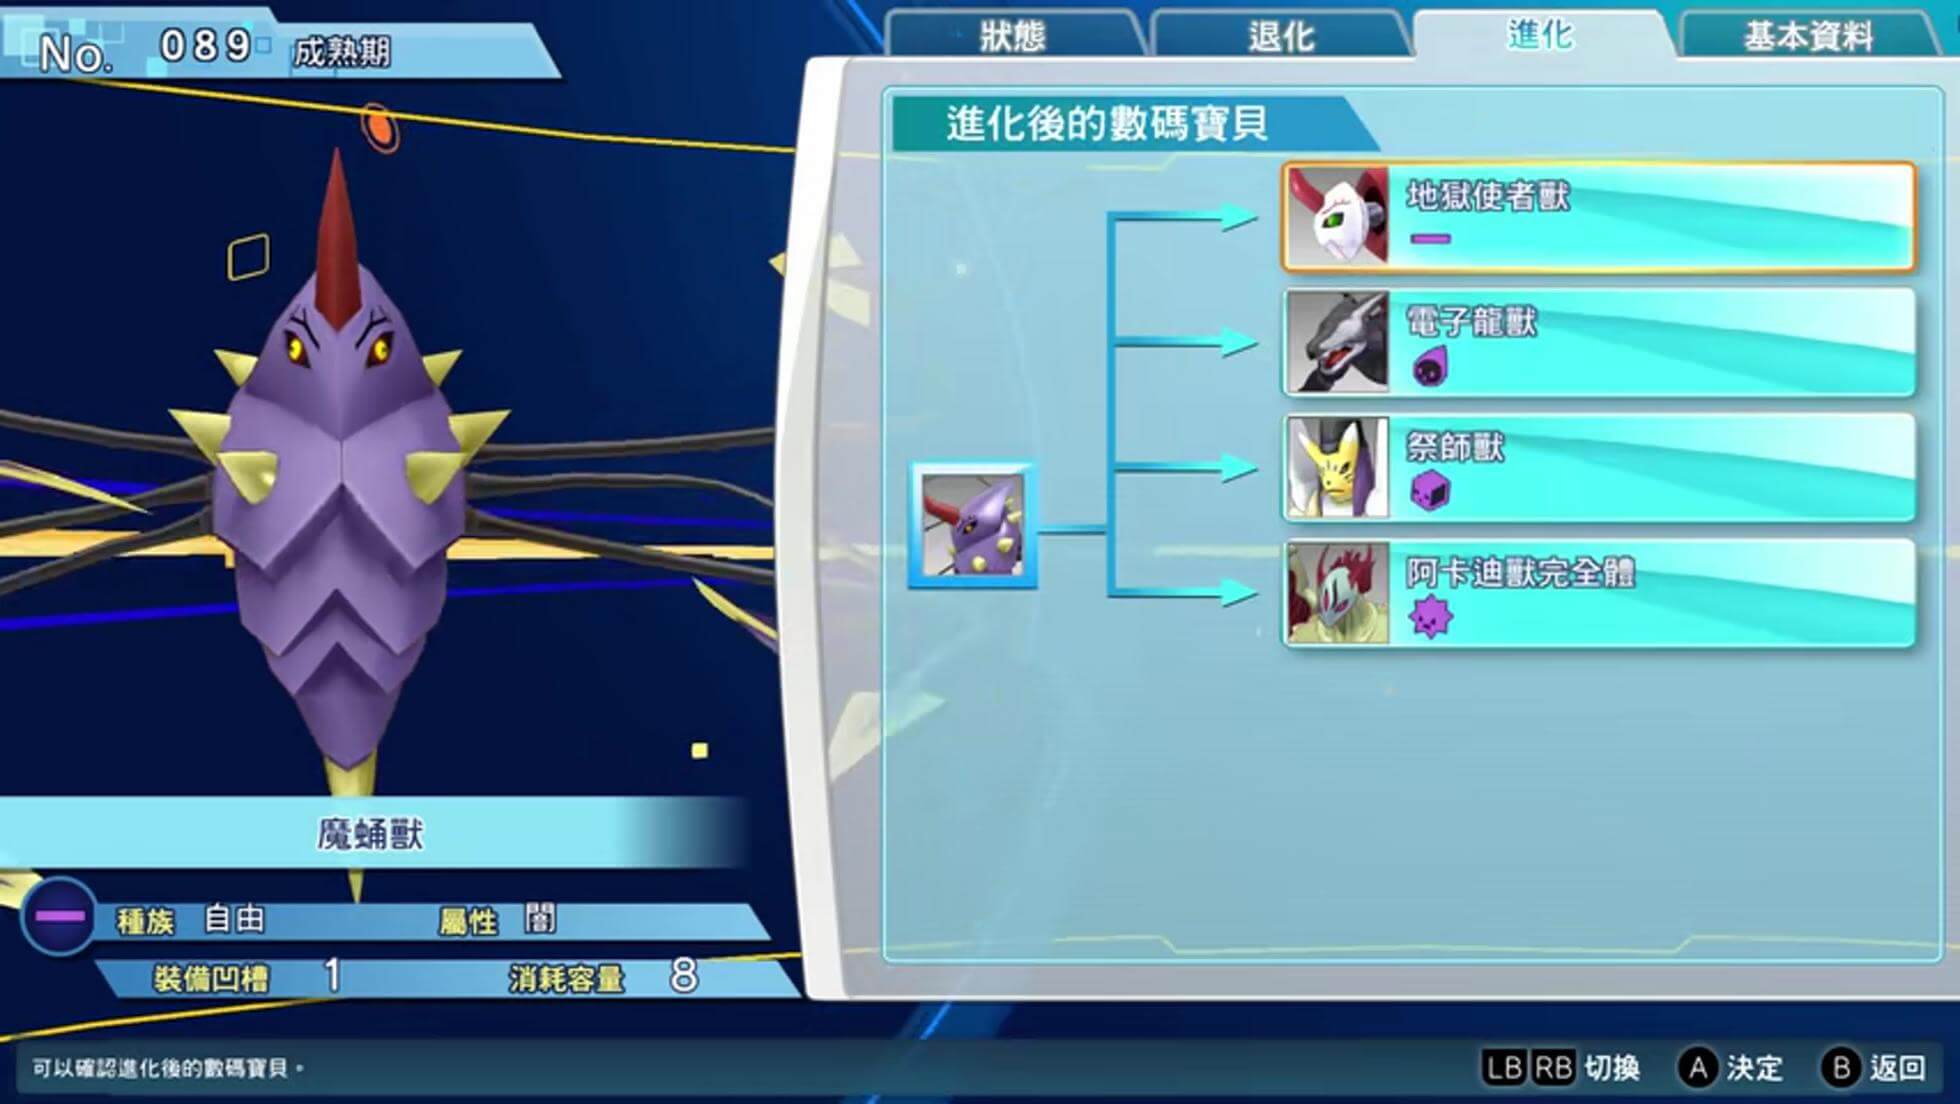 No. 089 成熟期
狀態
退化
進化
基本資料
進化後的數碼寶貝
地獄使者獸
電子龍獸
祭師獸
阿卡迪獸完全體
魔蛹獸
種族 自由 屬性 闇
裝備凹槽 1 消耗容量 8
可以確認進化後的數碼寶貝。
LB RB 切換 A 決定 B 返回